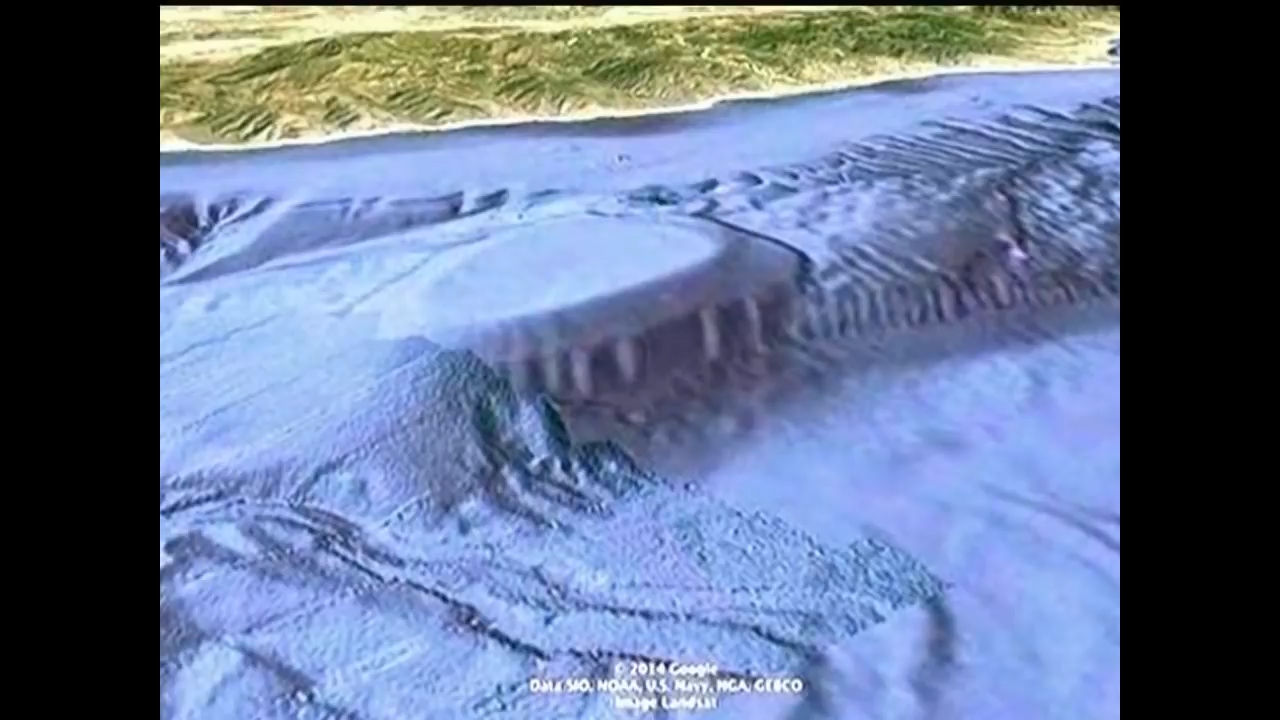 © 2014 Google
Data SIO, NOAA, U.S. Navy, NGA, GEBCO
Image Landsat